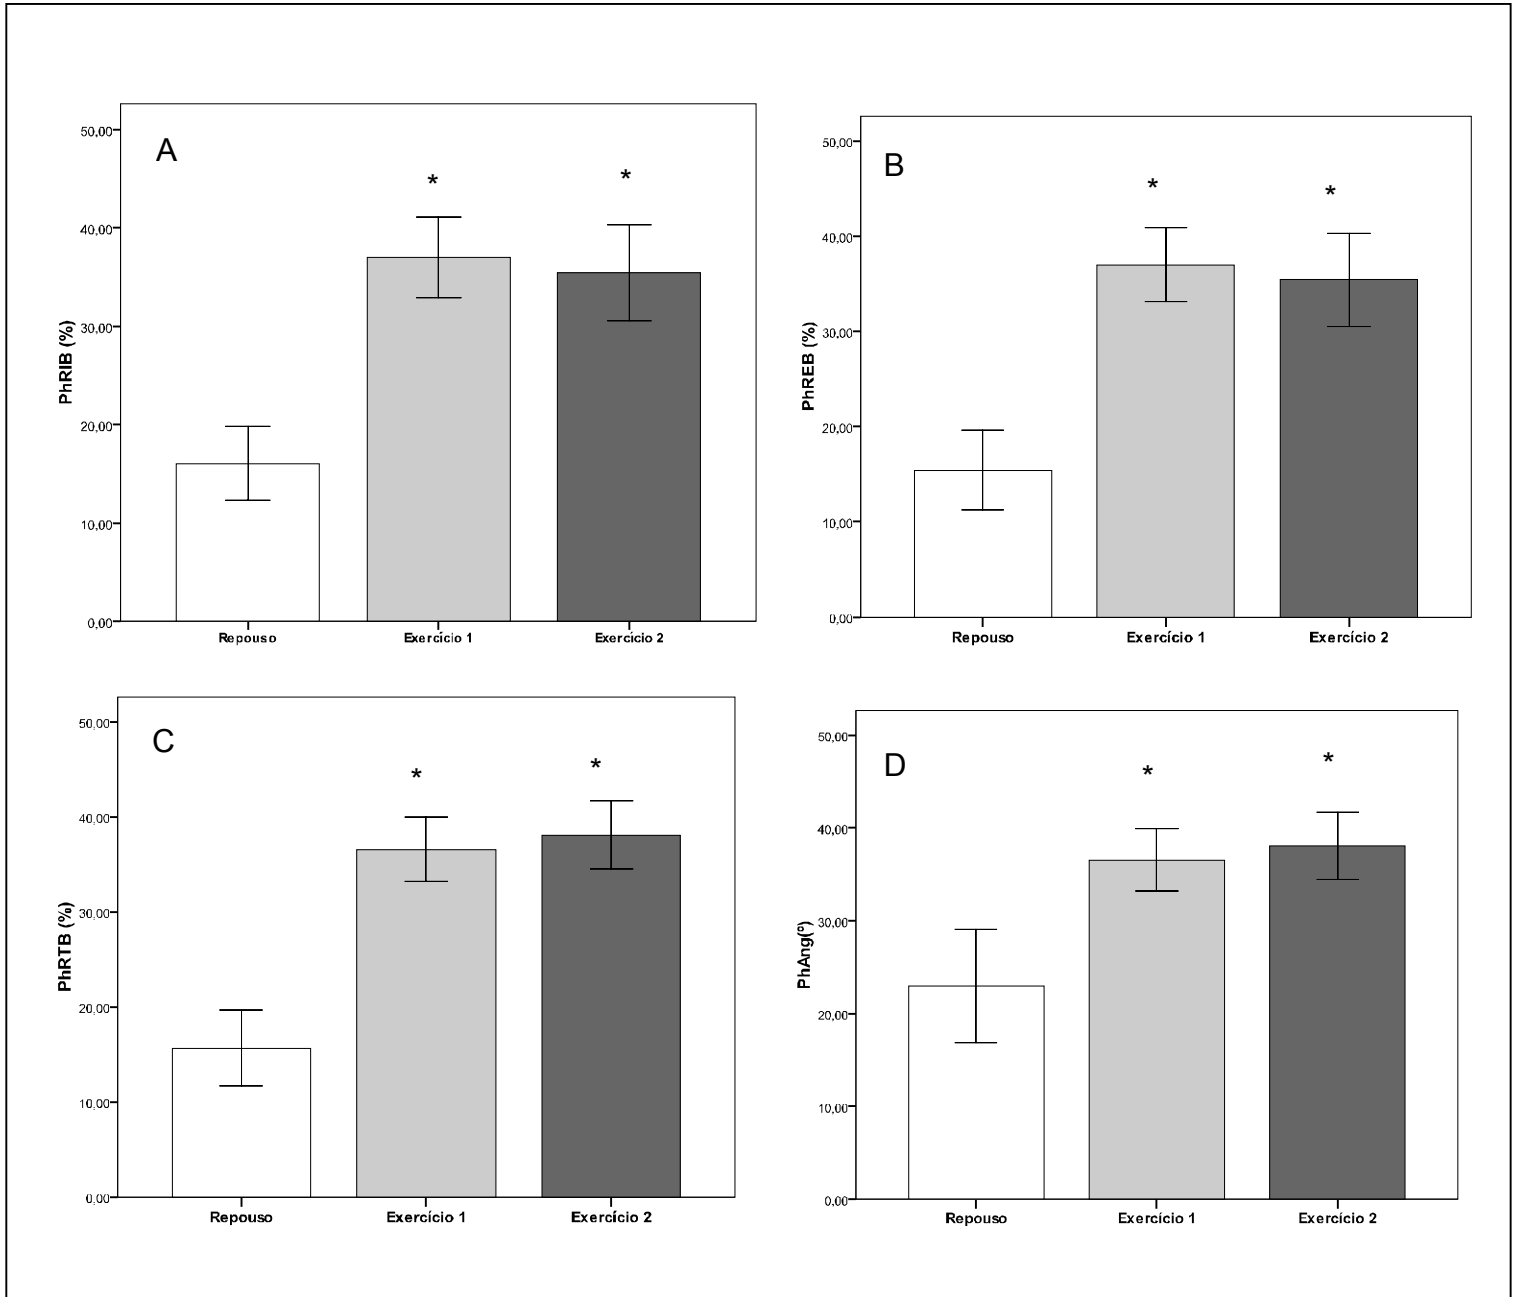 A
50,00
40,00
30,00
20,00
10,00
0,00
PhRIB (%)
* *
Repouso Exercício 1 Exercício 2
B
50,00
40,00
30,00
20,00
10,00
0,00
PhREB (%)
* *
Repouso Exercício 1 Exercício 2
C
50,00
40,00
30,00
20,00
10,00
0,00
PhRTB (%)
* *
Repouso Exercício 1 Exercício 2
D
50,00
40,00
30,00
20,00
10,00
0,00
PhAng(º)
* *
Repouso Exercício 1 Exercício 2